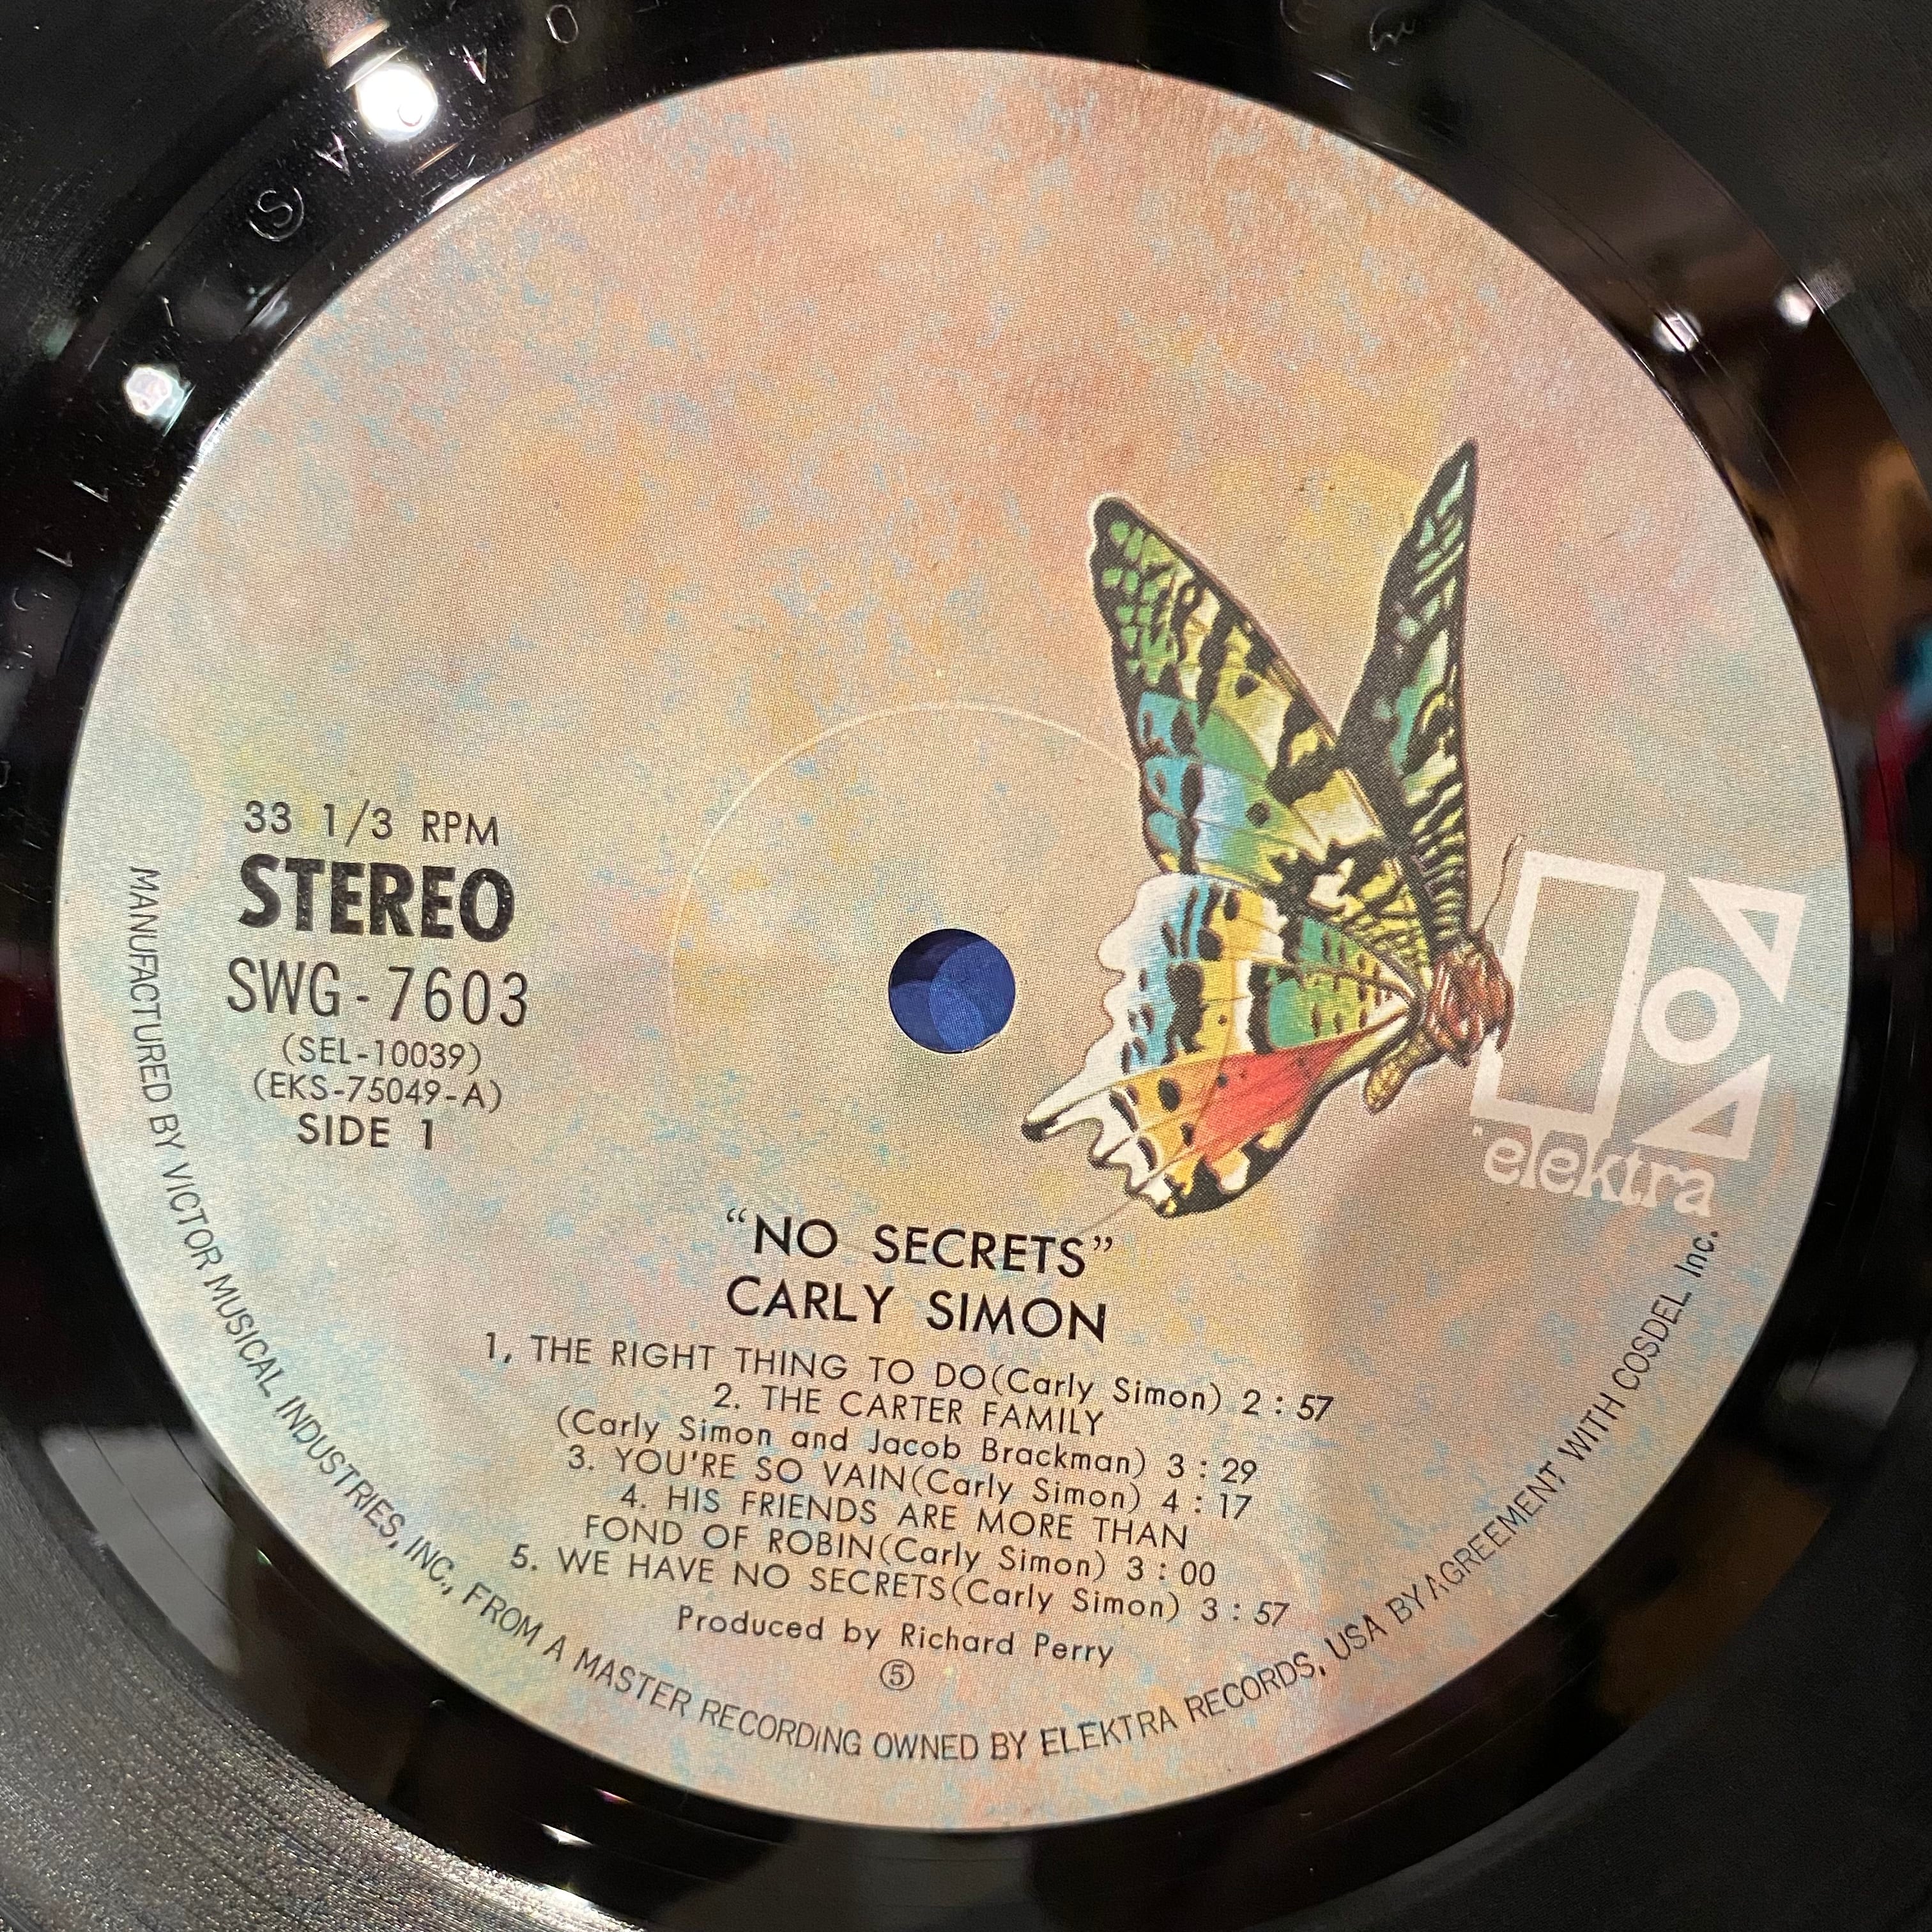 33 1/3 RPM
STEREO
SWG-7603
(SEL-10039)
(EKS-75049-A)
SIDE 1
elektra
“NO SECRETS”
CARLY SIMON
1, THE RIGHT THING TO DO(Carly Simon) 2:57
2. THE CARTER FAMILY
(Carly Simon and Jacob Brackman) 3:29
3. YOU'RE SO VAIN(Carly Simon) 4:17
4. HIS FRIENDS ARE MORE THAN
FOND OF ROBIN(Carly Simon) 3:00
5. WE HAVE NO SECRETS(Carly Simon) 3:57
Produced by Richard Perry
⑤
MANUFACTURED BY VICTOR MUSICAL INDUSTRIES, INC., FROM A MASTER RECORDING OWNED BY ELEKTRA RECORDS, USA BY AGREEMENT WITH COSDEL Inc.